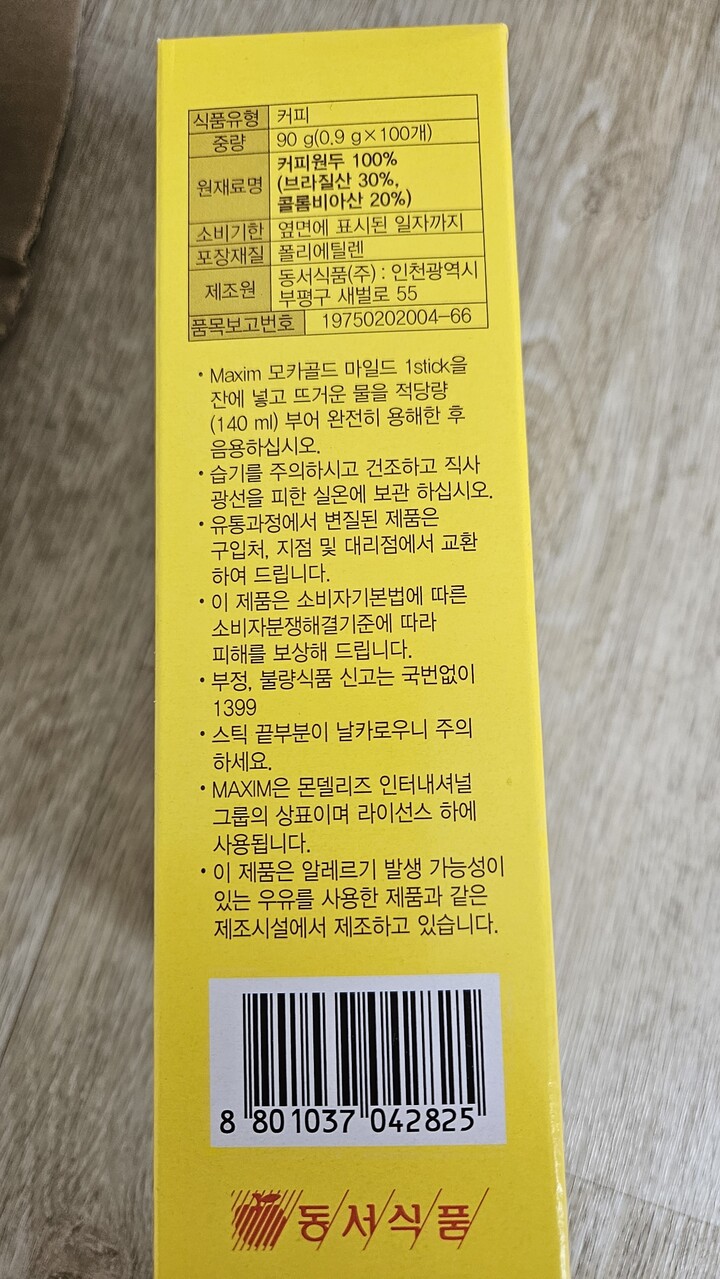 식품유형 커피
중량 90 g(0.9 g×100개)
원재료명 커피원두 100%
(브라질산 30%,
콜롬비아산 20%)
소비기한 옆면에 표시된 일자까지
포장재질 폴리에틸렌
제조원 동서식품(주) : 인천광역시
부평구 새벌로 55
품목보고번호 19750202004-66
• Maxim 모카골드 마일드 1stick을
잔에 넣고 뜨거운 물을 적당량
(140 ml) 부어 완전히 용해한 후
음용하십시오.
• 습기를 주의하시고 건조하고 직사
광선을 피한 실온에 보관 하십시오.
• 유통과정에서 변질된 제품은
구입처, 지점 및 대리점에서 교환
하여 드립니다.
• 이 제품은 소비자기본법에 따른
소비자분쟁해결기준에 따라
피해를 보상해 드립니다.
• 부정, 불량식품 신고는 국번없이
1399
• 스틱 끝부분이 날카로우니 주의
하세요.
• MAXIM은 몬델리즈 인터내셔널
그룹의 상표이며 라이선스 하에
사용됩니다.
• 이 제품은 알레르기 발생 가능성이
있는 우유를 사용한 제품과 같은
제조시설에서 제조하고 있습니다.
8 801037 042825
동서식품